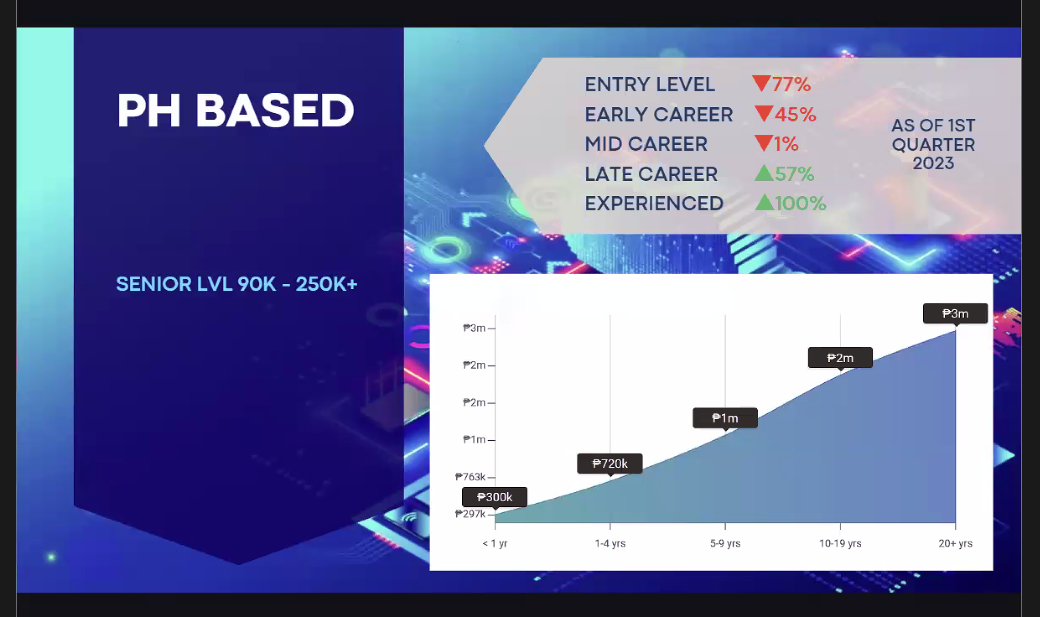 PH BASED
SENIOR LVL 90K - 250K+
ENTRY LEVEL ▼77%
EARLY CAREER ▼45%
MID CAREER ▼1%
LATE CAREER ▲57%
EXPERIENCED ▲100%
AS OF 1ST
QUARTER
2023
₱3m
₱2m
₱2m
₱1m
₱763k
₱297k
₱300k
₱720k
₱1m
₱2m
₱3m
< 1 yr
1-4 yrs
5-9 yrs
10-19 yrs
20+ yrs